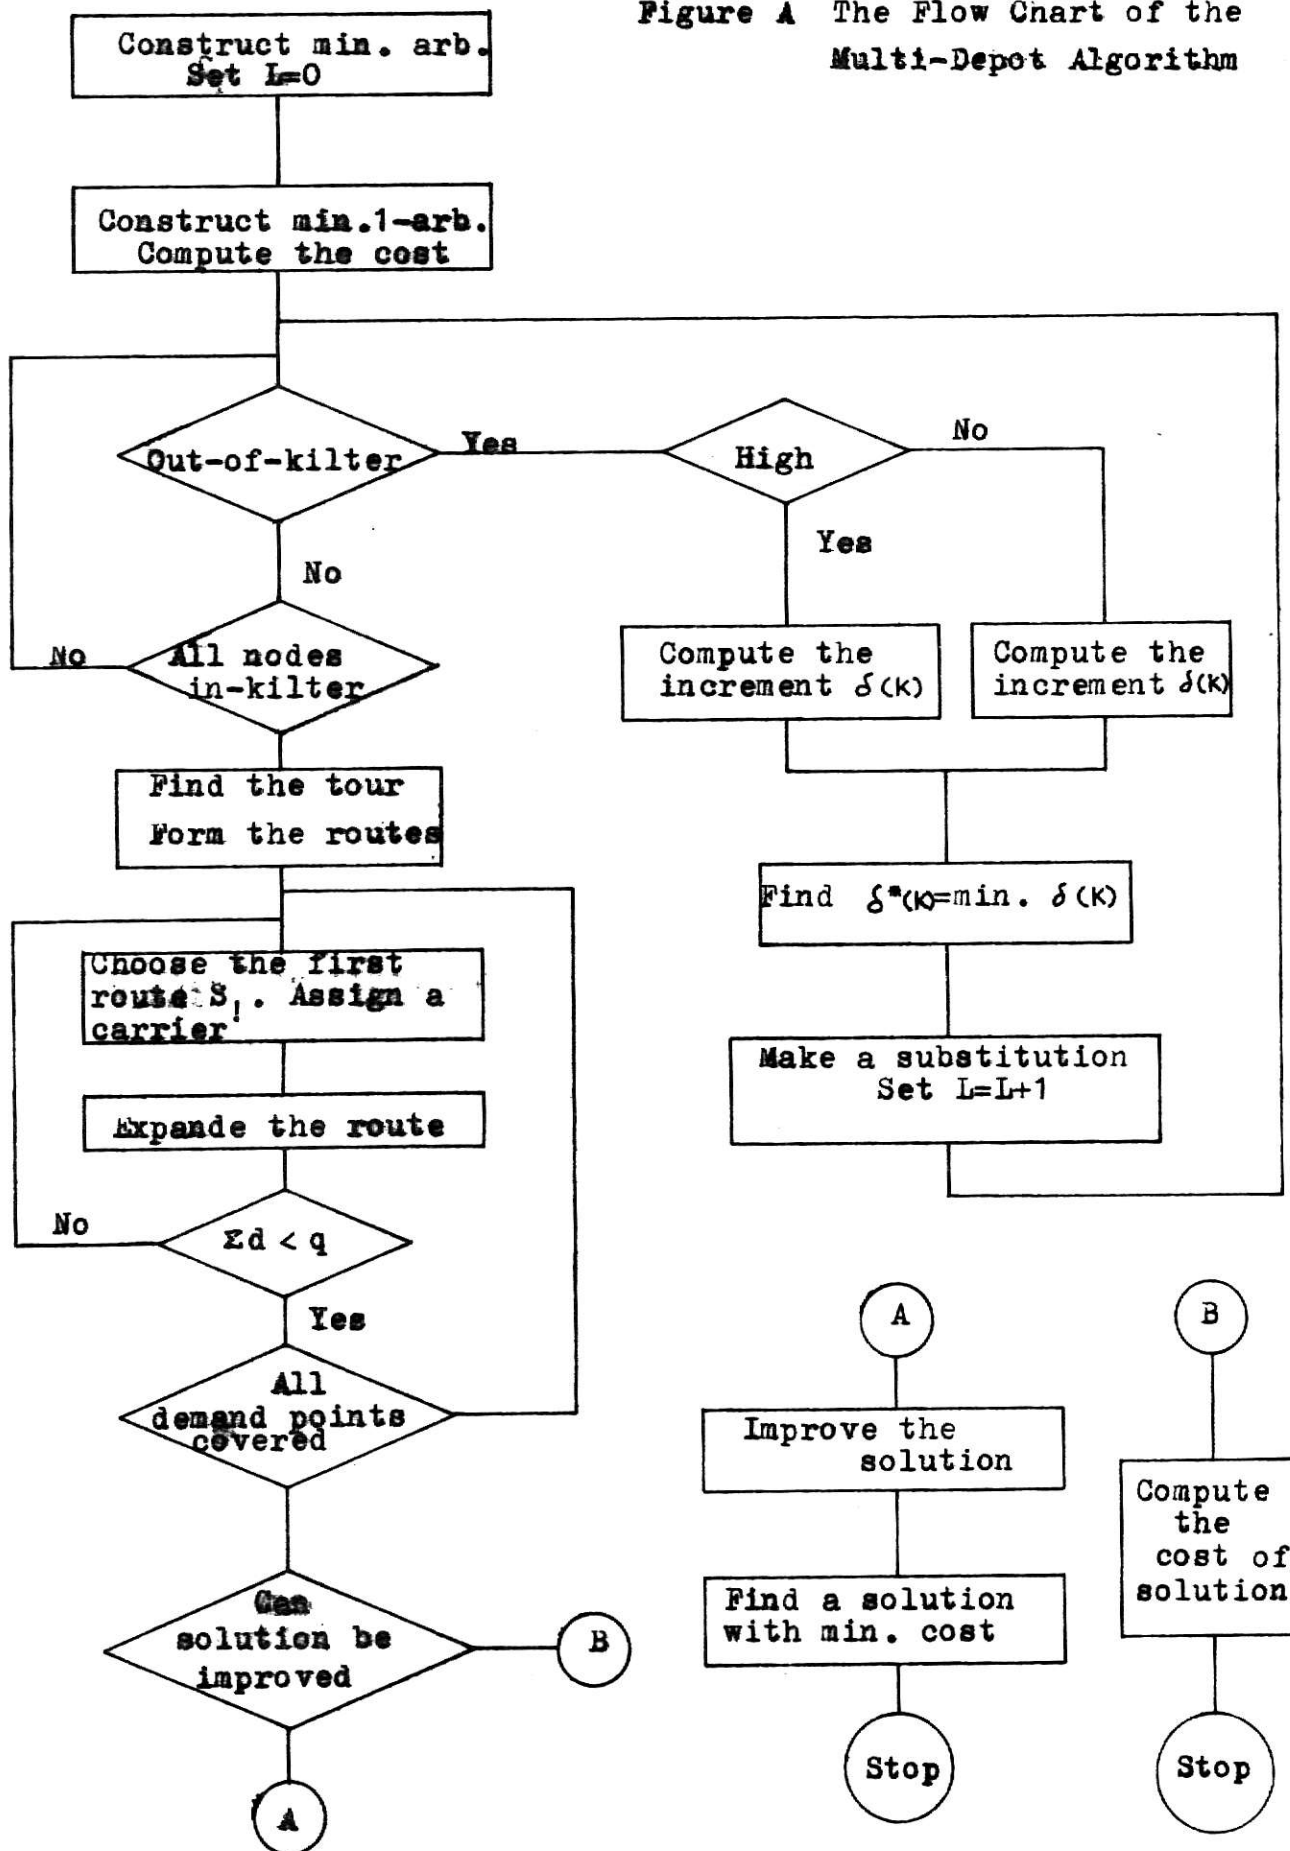 Figure A The Flow Chart of the
Multi-Depot Algorithm
Construct min. arb.
Set L=0
Construct min.1-arb.
Compute the cost
Out-of-kilter
Yes
High
No
Yes
No
All nodes
in-kilter
No
Compute the
increment δ(K)
Compute the
increment δ(K)
Find the tour
Form the routes
Find δ*(K)=min. δ(K)
Choose the first
route S₁. Assign a
carrier
Make a substitution
Set L=L+1
Expande the route
Σd < q
No
Yes
All
demand points
covered
Can
solution be
improved
B
A
A
Improve the
solution
Find a solution
with min. cost
Stop
B
Compute
the
cost of
solution
Stop